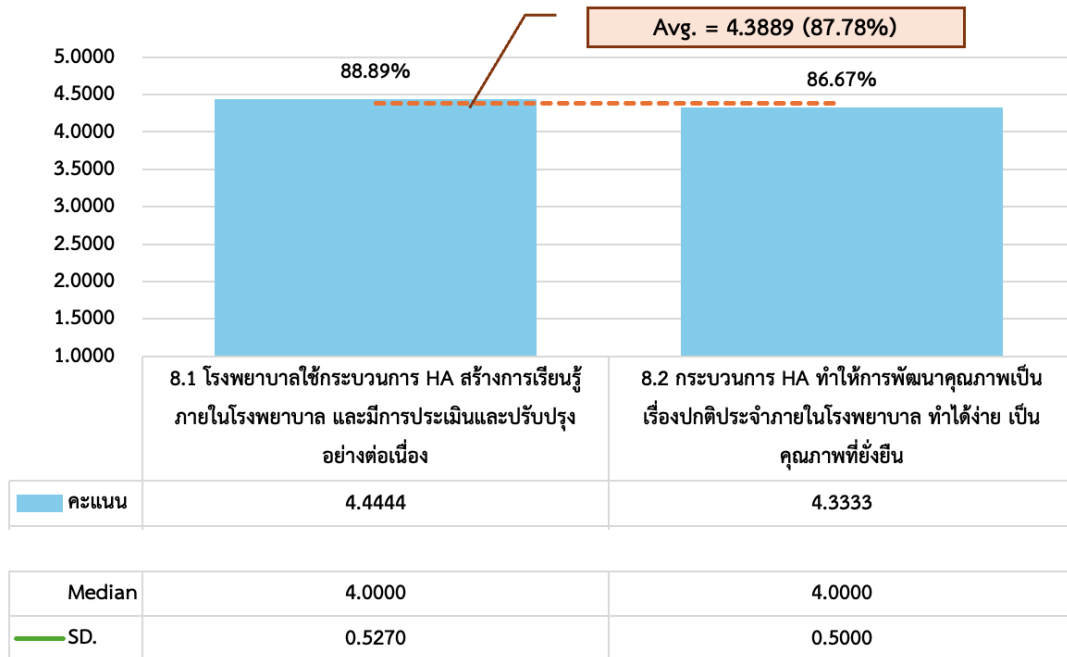 Avg. = 4.3889 (87.78%)
5.0000
88.89%
86.67%
4.5000
4.0000
3.5000
3.0000
2.5000
2.0000
1.5000
1.0000
8.1 โรงพยาบาลใช้กระบวนการ HA สร้างการเรียนรู้
ภายในโรงพยาบาล และมีการประเมินและปรับปรุง
อย่างต่อเนื่อง
8.2 กระบวนการ HA ทำให้การพัฒนาคุณภาพเป็น
เรื่องปกติประจำภายในโรงพยาบาล ทำได้ง่าย เป็น
คุณภาพที่ยั่งยืน
คะแนน 4.4444 4.3333
Median 4.0000 4.0000
SD. 0.5270 0.5000